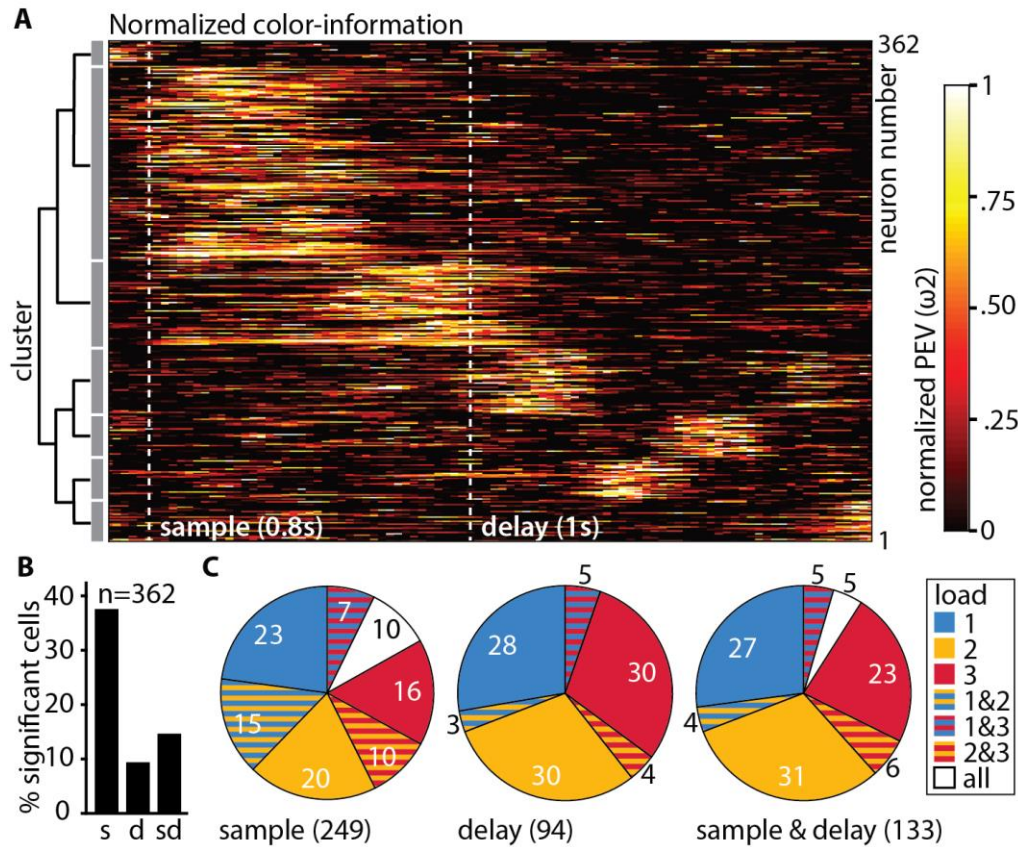 A
Normalized color-information
362
neuron number
1
cluster
sample (0.8s)
delay (1s)
1
.75
.50
.25
0
normalized PEV (ω2)
B
n=362
40
30
20
10
0
% significant cells
s d sd
C
7
10
16
10
20
15
23
sample (249)
5
30
4
30
3
28
delay (94)
5
5
23
6
31
4
27
sample & delay (133)
load
1
2
3
1&2
1&3
2&3
all